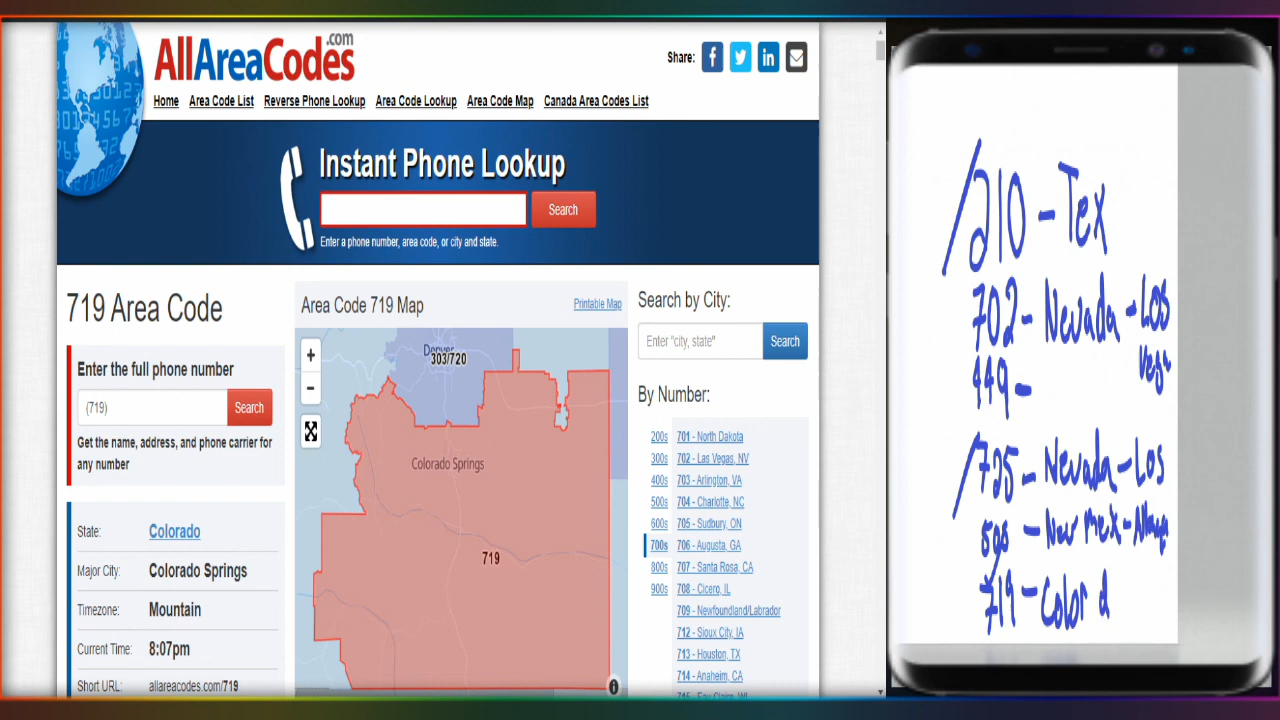 AllAreaCodes.com
Share:
Home Area Code List Reverse Phone Lookup Area Code Lookup Area Code Map Canada Area Codes List
Instant Phone Lookup
Search
Enter a phone number, area code, or city and state.
719 Area Code
Enter the full phone number
(719) Search
Get the name, address, and phone carrier for
any number
State: Colorado
Major City: Colorado Springs
Timezone: Mountain
Current Time: 8:07pm
Short URL: allareacodes.com/719
Area Code 719 Map Printable Map
+
−
Denver
303/720
Colorado Springs
719
Search by City:
Enter "city, state" Search
By Number:
200s 701 - North Dakota
300s 702 - Las Vegas, NV
400s 703 - Arlington, VA
500s 704 - Charlotte, NC
600s 705 - Sudbury, ON
700s 706 - Augusta, GA
800s 707 - Santa Rosa, CA
900s 708 - Cicero, IL
709 - Newfoundland/Labrador
712 - Sioux City, IA
713 - Houston, TX
714 - Anaheim, CA
715 - Eau Claire, WI
210 - Tex
702 - Nevada - Los
449 -
725 - Nevada - Los
505 - New Mex -
719 - Color d